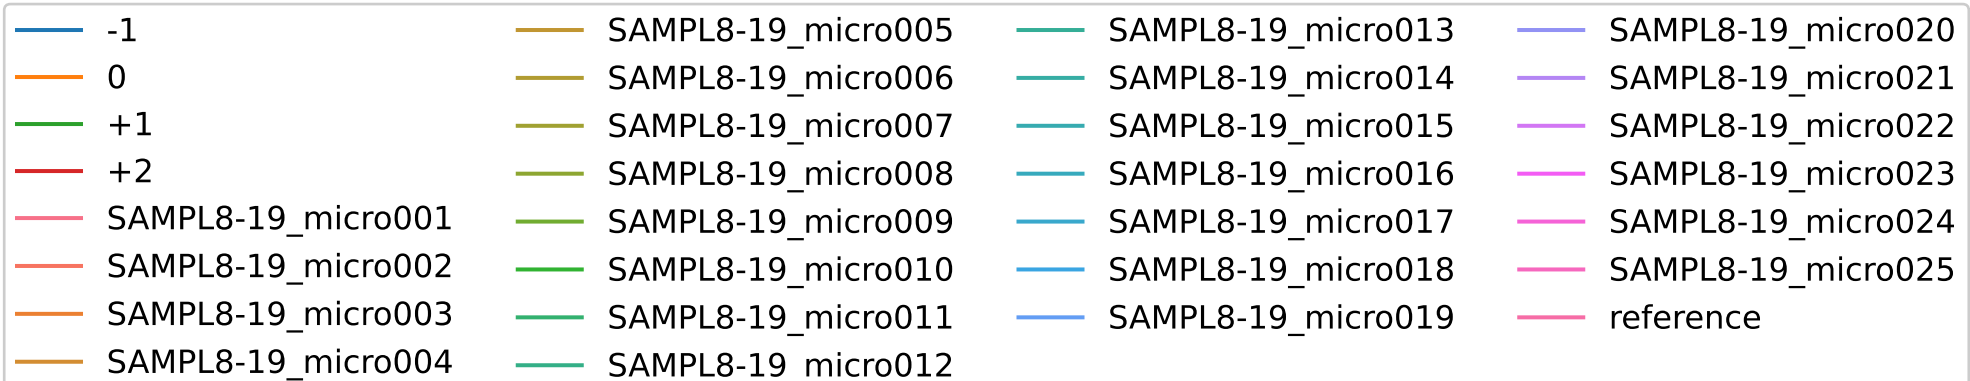 -1
0
+1
+2
SAMPL8-19_micro001
SAMPL8-19_micro002
SAMPL8-19_micro003
SAMPL8-19_micro004
SAMPL8-19_micro005
SAMPL8-19_micro006
SAMPL8-19_micro007
SAMPL8-19_micro008
SAMPL8-19_micro009
SAMPL8-19_micro010
SAMPL8-19_micro011
SAMPL8-19_micro012
SAMPL8-19_micro013
SAMPL8-19_micro014
SAMPL8-19_micro015
SAMPL8-19_micro016
SAMPL8-19_micro017
SAMPL8-19_micro018
SAMPL8-19_micro019
SAMPL8-19_micro020
SAMPL8-19_micro021
SAMPL8-19_micro022
SAMPL8-19_micro023
SAMPL8-19_micro024
SAMPL8-19_micro025
reference